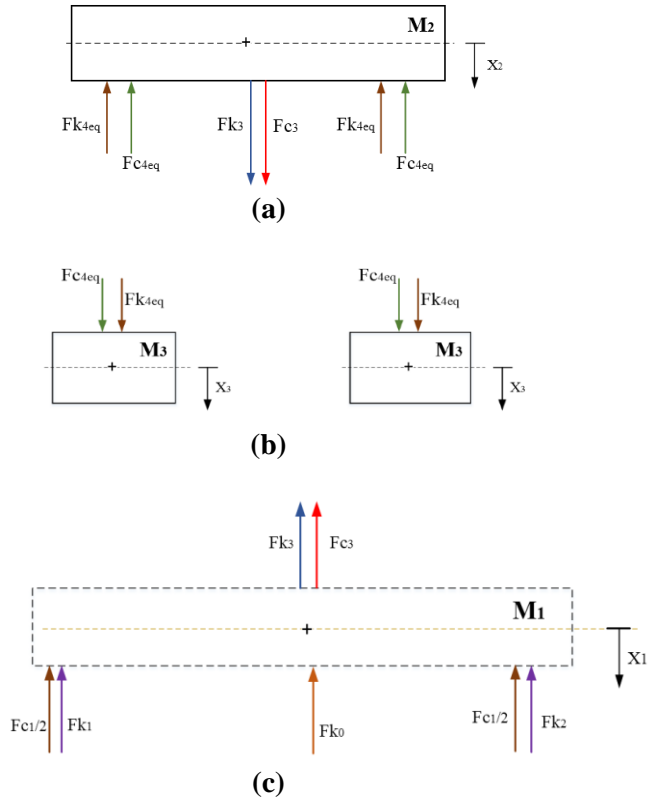 M2
X2
Fk4eq
Fc4eq
Fk3
Fc3
Fk4eq
Fc4eq
(a)
Fc4eq
Fk4eq
M3
X3
Fc4eq
Fk4eq
M3
X3
(b)
Fk3
Fc3
M1
X1
Fc1/2
Fk1
Fk0
Fc1/2
Fk2
(c)